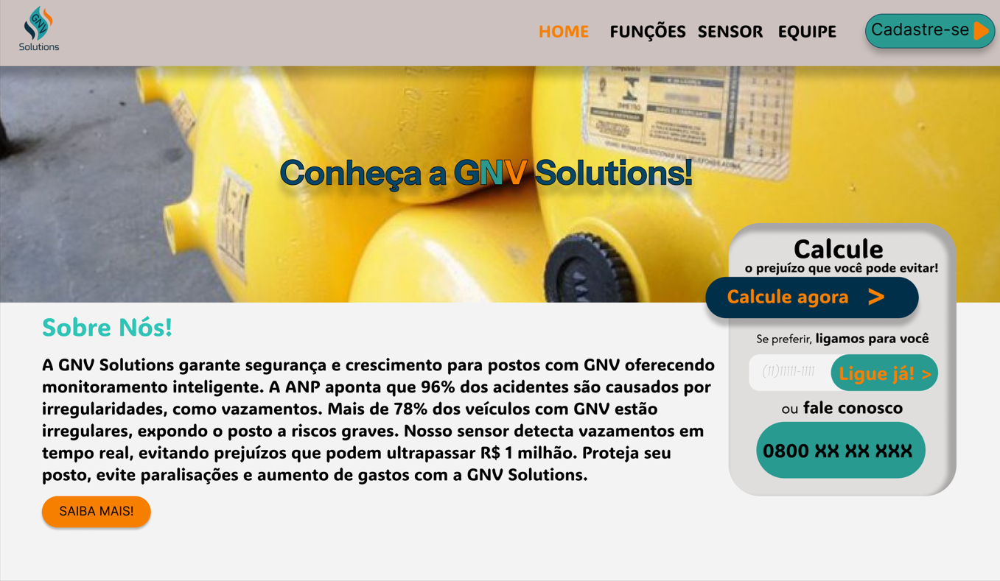 GNV
Solutions
HOME FUNÇÕES SENSOR EQUIPE Cadastre-se
INMETRO
Conheça a GNV Solutions!
Calcule
o prejuízo que você pode evitar!
Calcule agora >
Se preferir, ligamos para você
(11)11111-1111 Ligue já! >
ou fale conosco
0800 XX XX XXX
Sobre Nós!
A GNV Solutions garante segurança e crescimento para postos com GNV oferecendo
monitoramento inteligente. A ANP aponta que 96% dos acidentes são causados por
irregularidades, como vazamentos. Mais de 78% dos veículos com GNV estão
irregulares, expondo o posto a riscos graves. Nosso sensor detecta vazamentos em
tempo real, evitando prejuízos que podem ultrapassar R$ 1 milhão. Proteja seu
posto, evite paralisações e aumento de gastos com a GNV Solutions.
SAIBA MAIS!